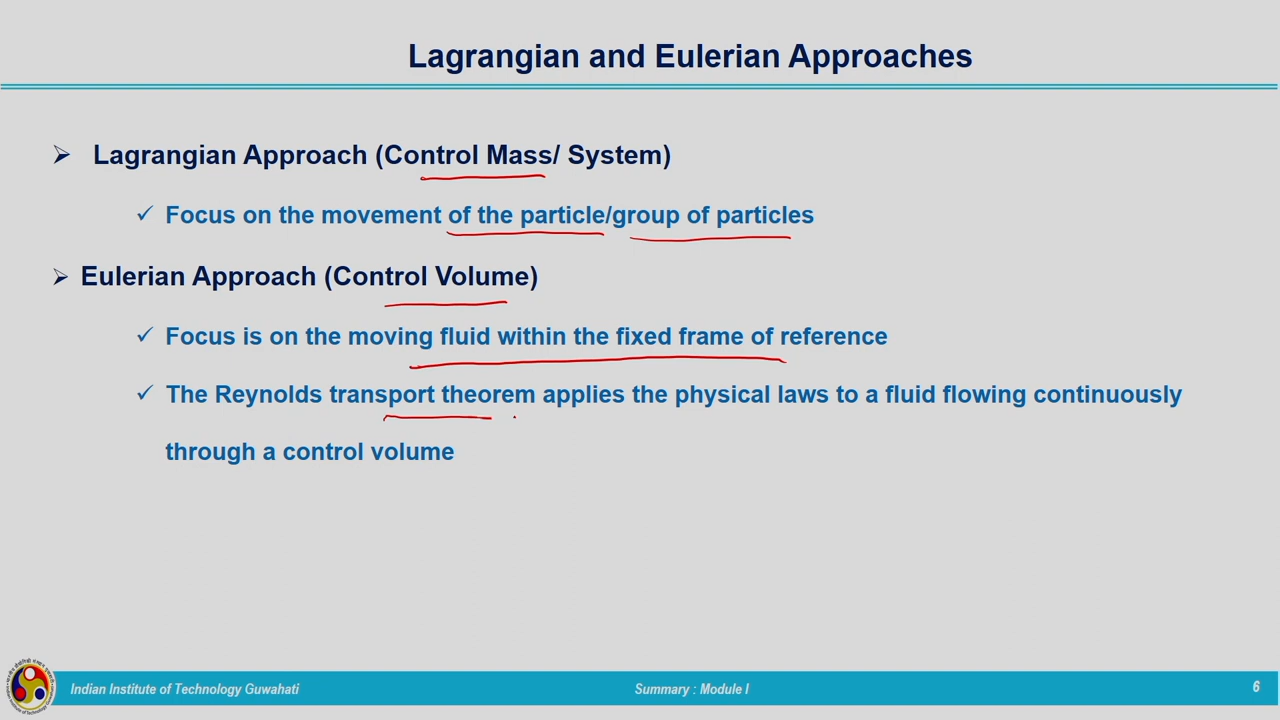 Lagrangian and Eulerian Approaches
Lagrangian Approach (Control Mass/ System)
Focus on the movement of the particle/group of particles
Eulerian Approach (Control Volume)
Focus is on the moving fluid within the fixed frame of reference
The Reynolds transport theorem applies the physical laws to a fluid flowing continuously
through a control volume
Indian Institute of Technology Guwahati
Summary : Module I
6